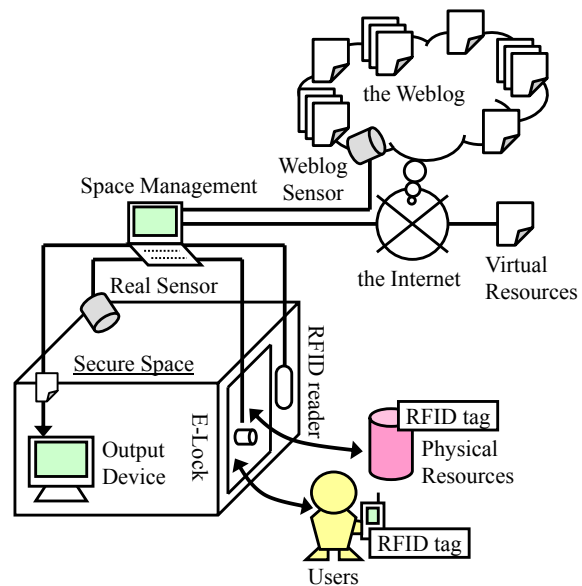 the Weblog
Weblog
Sensor
Space Management
the Internet
Virtual
Resources
Real Sensor
Secure Space
RFID reader
E-Lock
Output
Device
RFID tag
Physical
Resources
RFID tag
Users